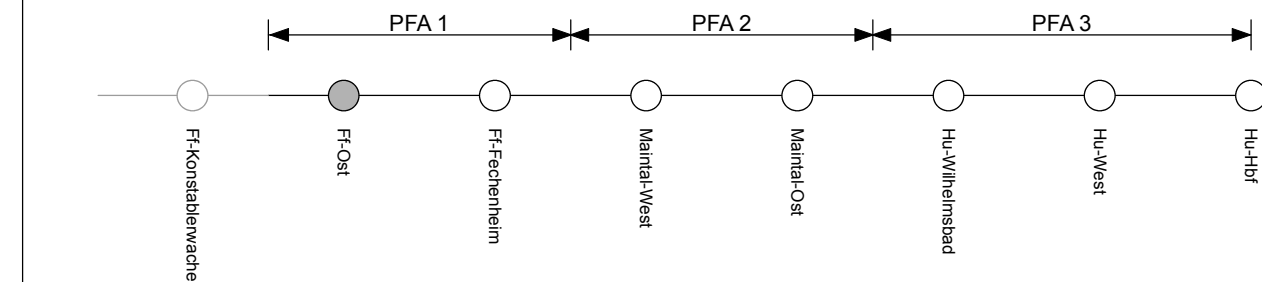 PFA 1
PFA 2
PFA 3
Ff-Konstablerwache
Ff-Ost
Ff-Fechenheim
Maintal-West
Maintal-Ost
Hu-Wilhelmsbad
Hu-West
Hu-Hbf